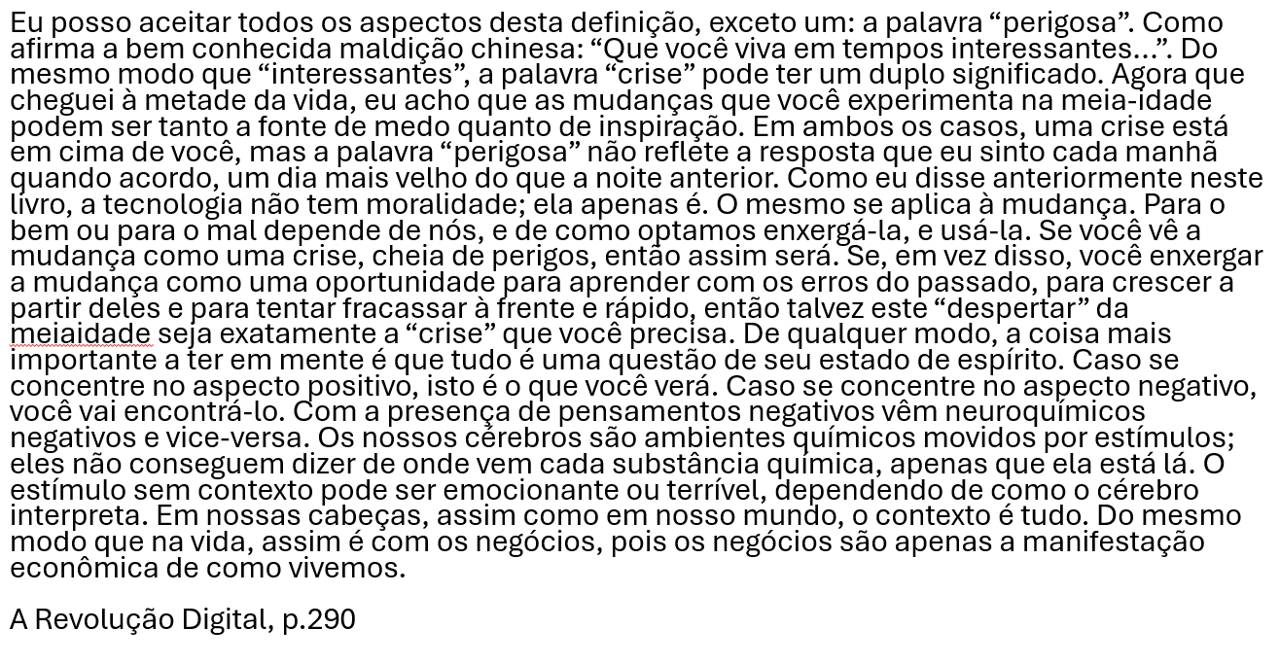 Eu posso aceitar todos os aspectos desta definição, exceto um: a palavra “perigosa”. Como
afirma a bem conhecida maldição chinesa: “Que você viva em tempos interessantes...”. Do
mesmo modo que “interessantes”, a palavra “crise” pode ter um duplo significado. Agora que
cheguei à metade da vida, eu acho que as mudanças que você experimenta na meia-idade
podem ser tanto a fonte de medo quanto de inspiração. Em ambos os casos, uma crise está
em cima de você, mas a palavra “perigosa” não reflete a resposta que eu sinto cada manhã
quando acordo, um dia mais velho do que a noite anterior. Como eu disse anteriormente neste
livro, a tecnologia não tem moralidade; ela apenas é. O mesmo se aplica à mudança. Para o
bem ou para o mal depende de nós, e de como optamos enxergá-la, e usá-la. Se você vê a
mudança como uma crise, cheia de perigos, então assim será. Se, em vez disso, você enxergar
a mudança como uma oportunidade para aprender com os erros do passado, para crescer a
partir deles e para tentar fracassar à frente e rápido, então talvez este “despertar” da
meiaidade seja exatamente a “crise” que você precisa. De qualquer modo, a coisa mais
importante a ter em mente é que tudo é uma questão de seu estado de espírito. Caso se
concentre no aspecto positivo, isto é o que você verá. Caso se concentre no aspecto negativo,
você vai encontrá-lo. Com a presença de pensamentos negativos vêm neuroquímicos
negativos e vice-versa. Os nossos cérebros são ambientes químicos movidos por estímulos;
eles não conseguem dizer de onde vem cada substância química, apenas que ela está lá. O
estímulo sem contexto pode ser emocionante ou terrível, dependendo de como o cérebro
interpreta. Em nossas cabeças, assim como em nosso mundo, o contexto é tudo. Do mesmo
modo que na vida, assim é com os negócios, pois os negócios são apenas a manifestação
econômica de como vivemos.
A Revolução Digital, p.290